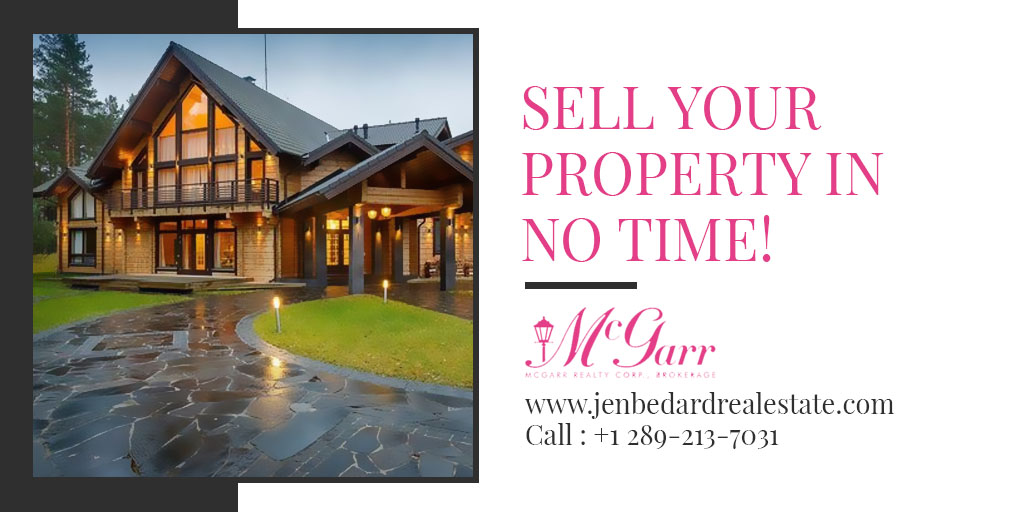 SELL YOUR
PROPERTY IN
NO TIME!
McGarr
MCGARR REALTY CORP., BROKERAGE
www.jenbedardrealestate.com
Call : +1 289-213-7031